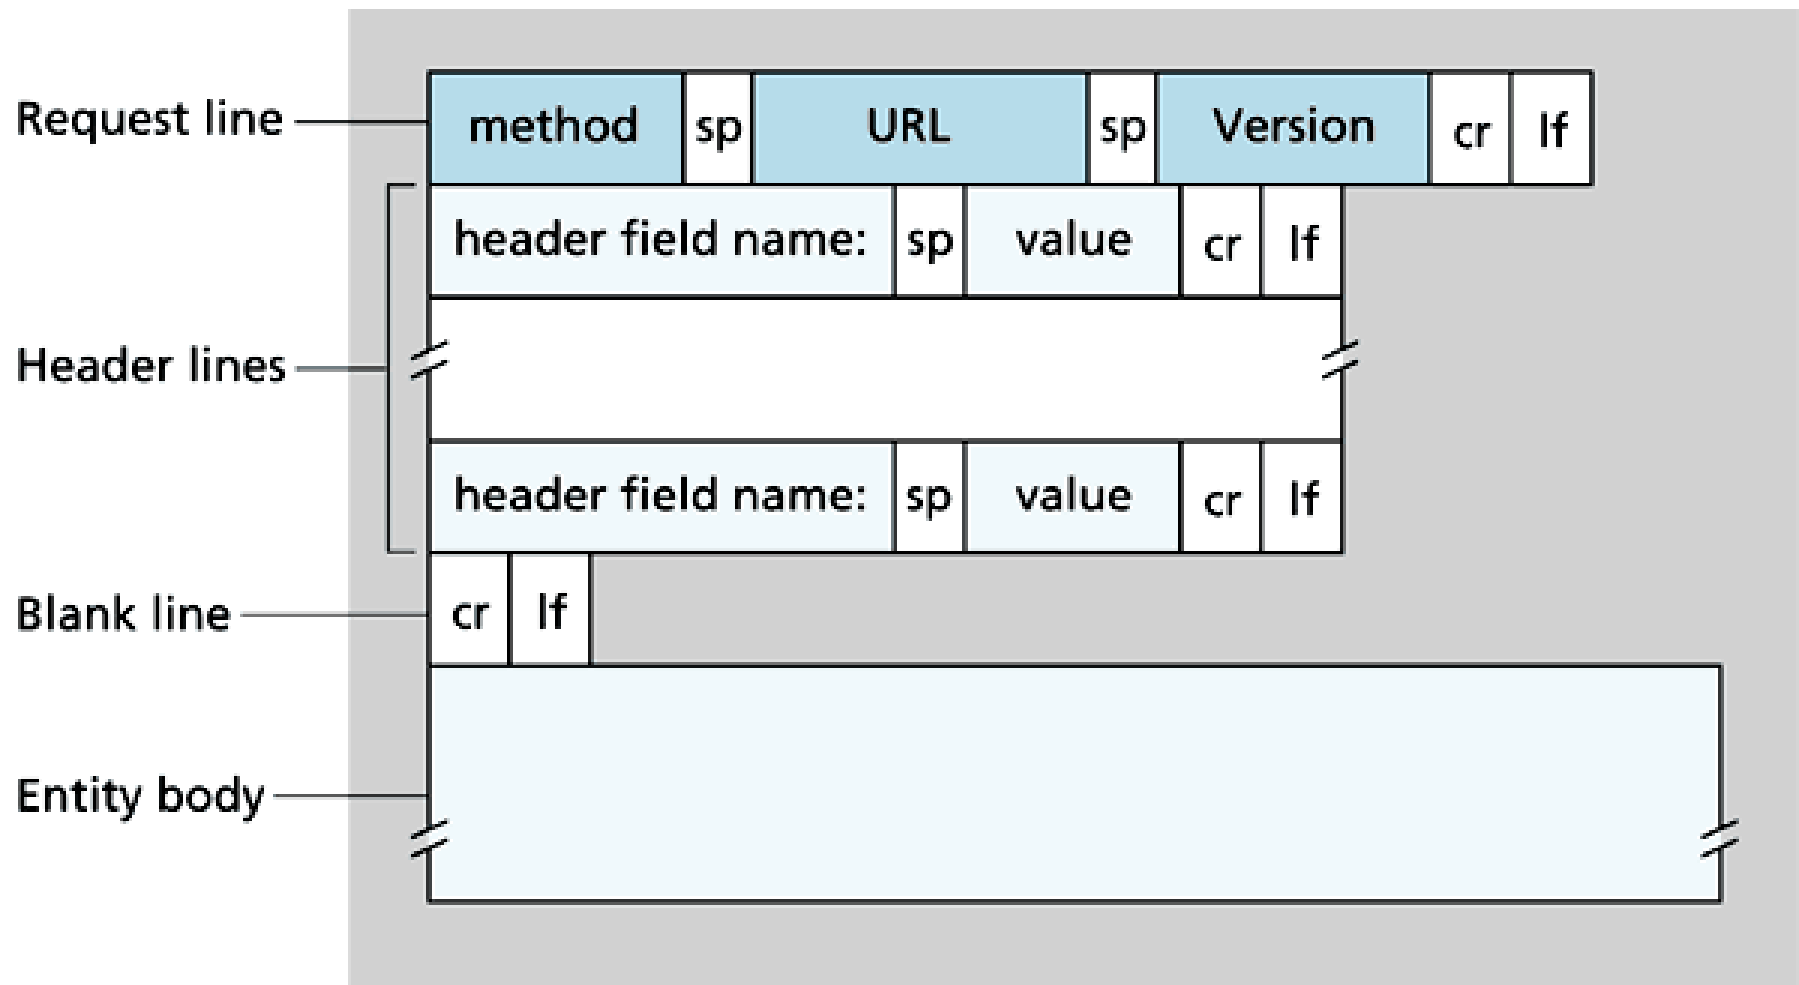 Request line method sp URL sp Version cr lf
header field name: sp value cr lf
Header lines
header field name: sp value cr lf
Blank line cr lf
Entity body